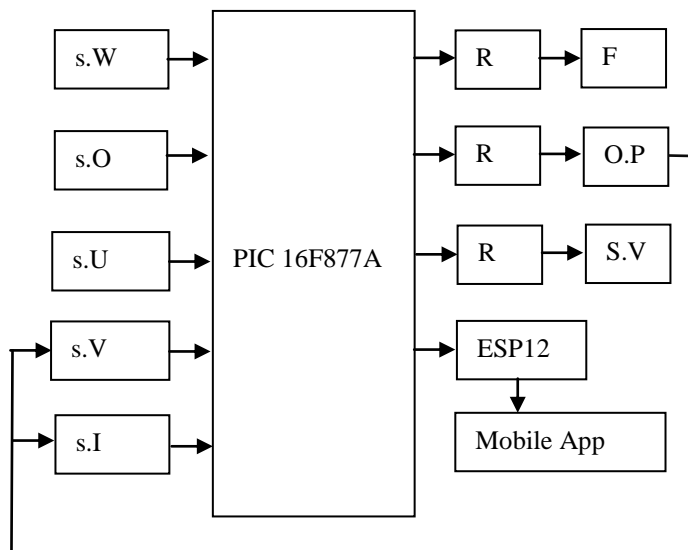 s.W
s.O
s.U
s.V
s.I
PIC 16F877A
R
F
R
O.P
R
S.V
ESP12
Mobile App